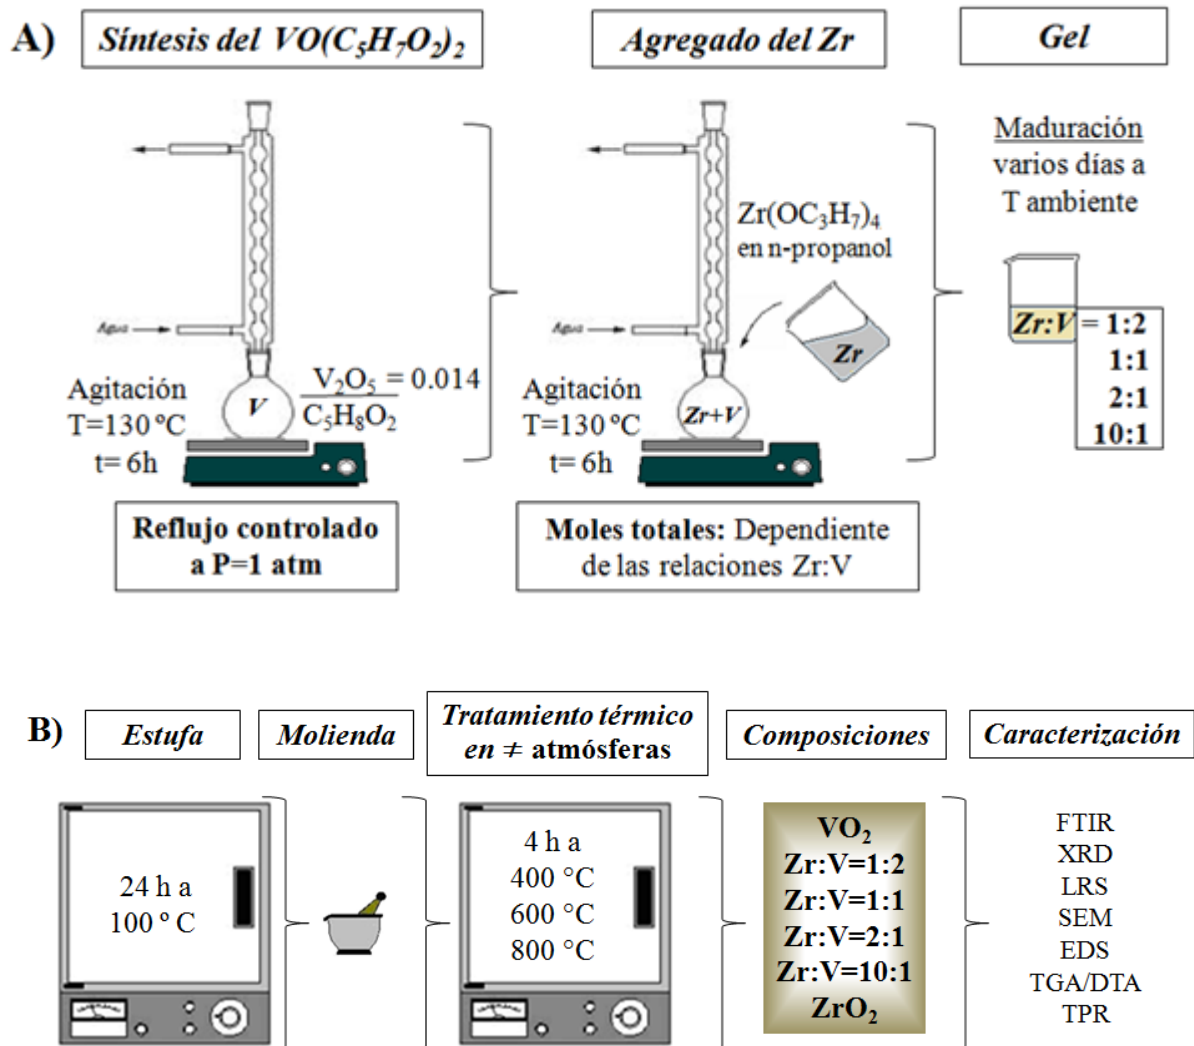 A)
Síntesis del VO(C₅H₇O₂)₂
Agregado del Zr
Gel
Agua
V
Agitación
T=130 ºC
t= 6h
V₂O₅
C₅H₈O₂
= 0.014
Reflujo controlado
a P=1 atm
Zr(OC₃H₇)₄
en n-propanol
Zr
Agua
Zr+V
Agitación
T=130 ºC
t= 6h
Moles totales: Dependiente
de las relaciones Zr:V
Maduración
varios días a
T ambiente
Zr:V = 1:2
1:1
2:1
10:1
B)
Estufa
Molienda
Tratamiento térmico
en ≠ atmósferas
Composiciones
Caracterización
24 h a
100 º C
4 h a
400 °C
600 °C
800 °C
VO₂
Zr:V=1:2
Zr:V=1:1
Zr:V=2:1
Zr:V=10:1
ZrO₂
FTIR
XRD
LRS
SEM
EDS
TGA/DTA
TPR